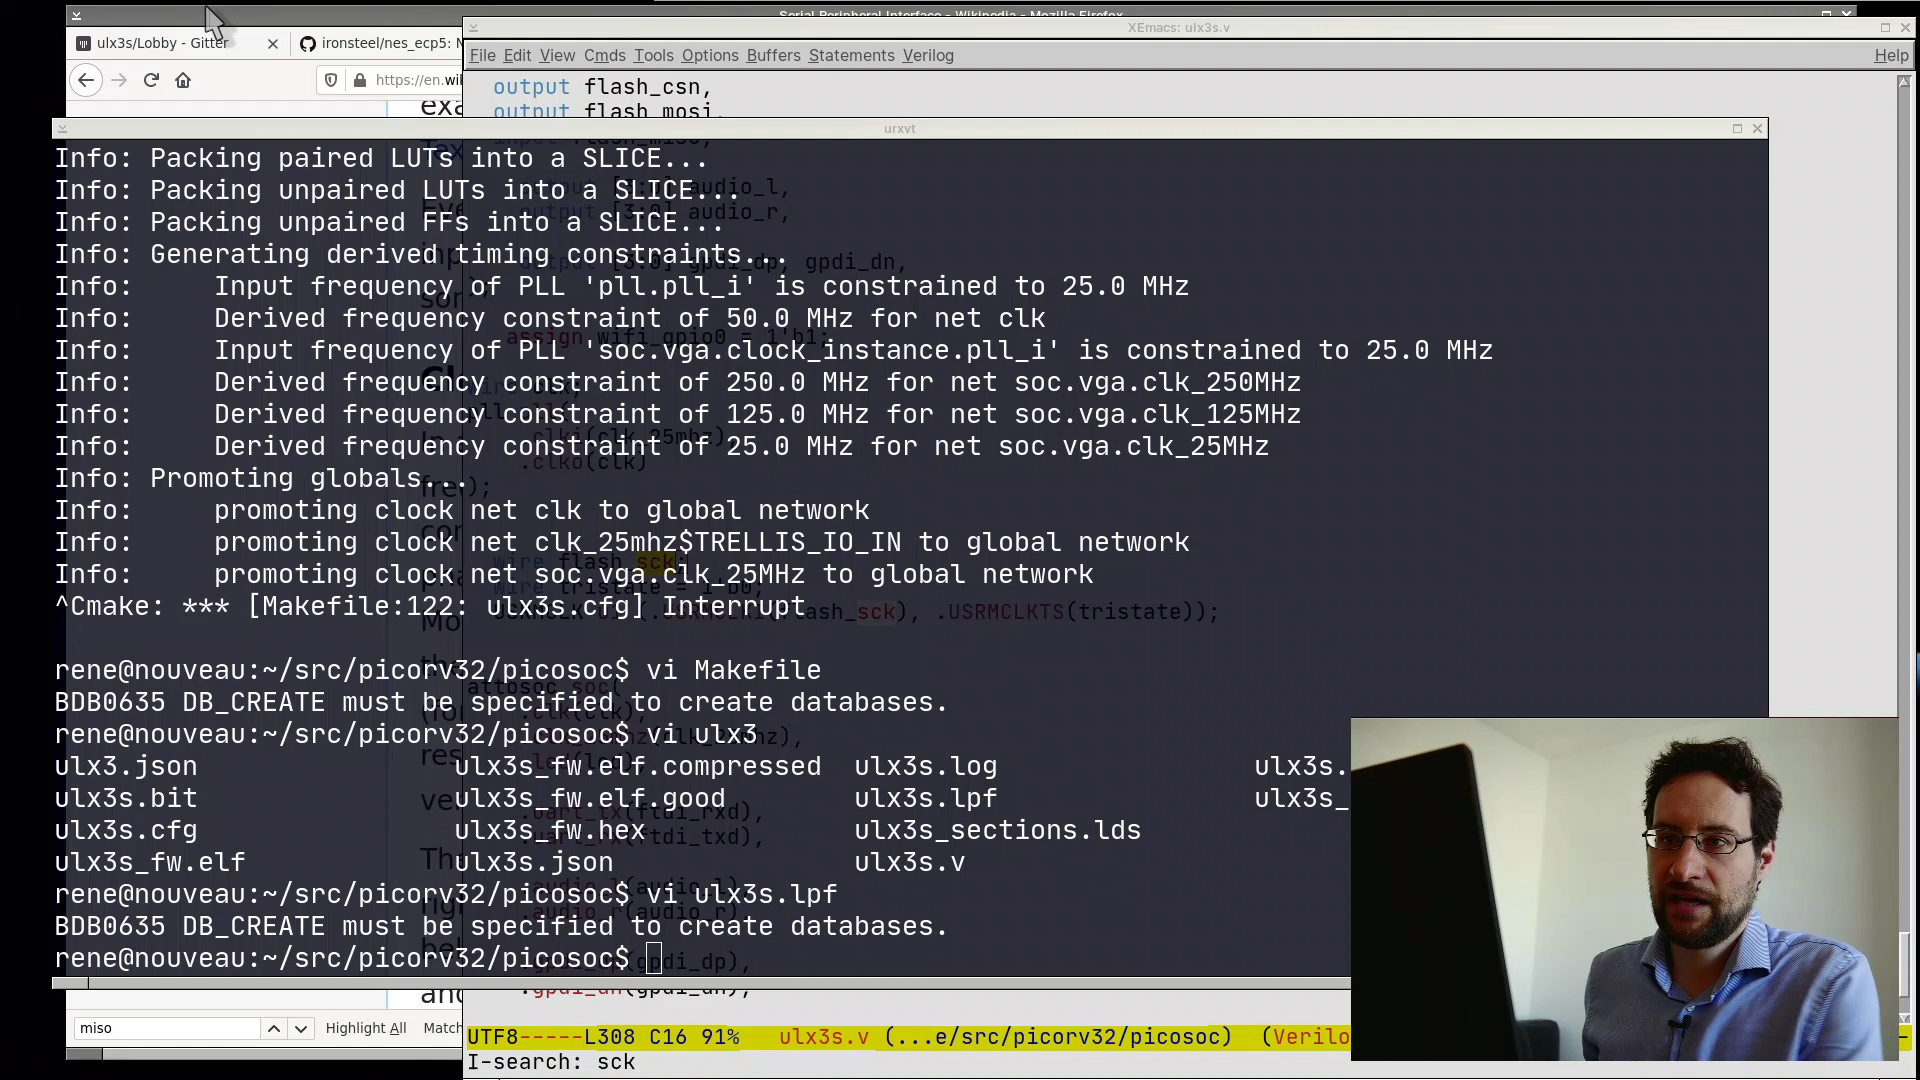 Serial Peripheral Interface - Wikipedia - Mozilla Firefox
XEmacs: ulx3s.v
ulx3s/Lobby - Gitter
ironsteel/nes_ecp5:
File Edit View Cmds Tools Options Buffers Statements Verilog
Help
https://en.wik
output flash_csn,
output flash_mosi,
urxvt
Info: Packing paired LUTs into a SLICE...
Info: Packing unpaired LUTs into a SLICE...
Info: Packing unpaired FFs into a SLICE...
Info: Generating derived timing constraints...
Info:     Input frequency of PLL 'pll.pll_i' is constrained to 25.0 MHz
Info:     Derived frequency constraint of 50.0 MHz for net clk
Info:     Input frequency of PLL 'soc.vga.clock_instance.pll_i' is constrained to 25.0 MHz
Info:     Derived frequency constraint of 250.0 MHz for net soc.vga.clk_250MHz
Info:     Derived frequency constraint of 125.0 MHz for net soc.vga.clk_125MHz
Info:     Derived frequency constraint of 25.0 MHz for net soc.vga.clk_25MHz
Info: Promoting globals...
Info:     promoting clock net clk to global network
Info:     promoting clock net clk_25mhz$TRELLIS_IO_IN to global network
Info:     promoting clock net soc.vga.clk_25MHz to global network
^Cmake: *** [Makefile:122: ulx3s.cfg] Interrupt
rene@nouveau:~/src/picorv32/picosoc$ vi Makefile
BDB0635 DB_CREATE must be specified to create databases.
rene@nouveau:~/src/picorv32/picosoc$ vi ulx3
ulx3.json ulx3s_fw.elf.compressed ulx3s.log ulx3s.
ulx3s.bit ulx3s_fw.elf.good ulx3s.lpf ulx3s_
ulx3s.cfg ulx3s_fw.hex ulx3s_sections.lds
ulx3s_fw.elf ulx3s.json ulx3s.v
rene@nouveau:~/src/picorv32/picosoc$ vi ulx3s.lpf
BDB0635 DB_CREATE must be specified to create databases.
rene@nouveau:~/src/picorv32/picosoc$
.gpdi_dn(gpdi_dn),
miso
Highlight All
Match
UTF8-----L308 C16 91% ulx3s.v (...e/src/picorv32/picosoc) (Verilo
I-search: sck